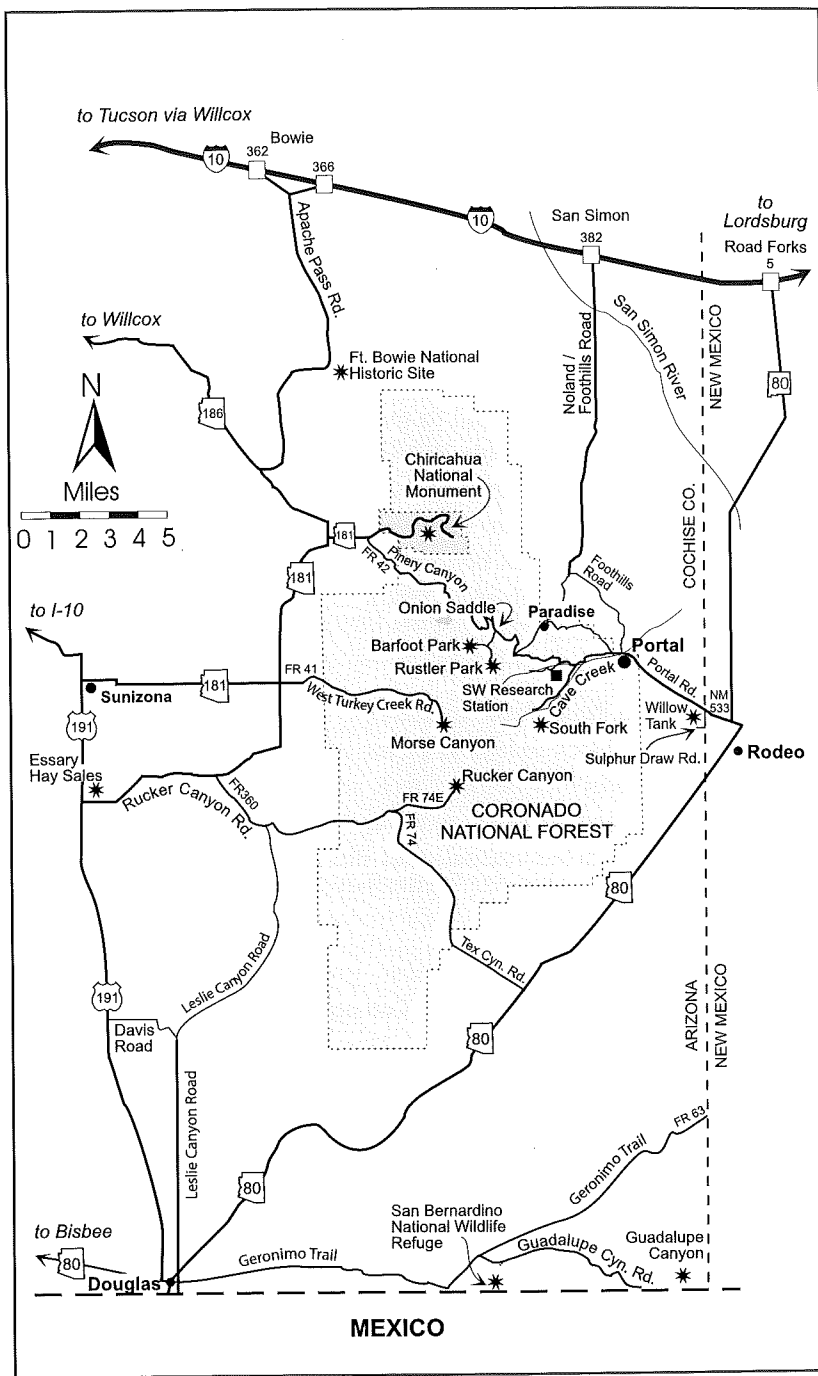 to Tucson via Willcox
Bowie
362
10
366
10
San Simon
382
to
Lordsburg
Road Forks
5
Apache Pass Rd.
to Willcox
Ft. Bowie National
Historic Site
Noland /
Foothills Road
San Simon River
NEW MEXICO
80
N
186
Miles
0 1 2 3 4 5
Chiricahua
National
Monument
COCHISE CO.
181
FR 42
Pinery Canyon
181
Foothills
Road
to I-10
Onion Saddle
Paradise
Barfoot Park
Portal
Rustler Park
Portal Rd.
FR 41
181
Sunizona
West Turkey Creek Rd.
SW Research
Station
Cave Creek
NM
533
Willow
Tank
191
Morse Canyon
South Fork
Sulphur Draw Rd.
Rodeo
Essary
Hay Sales
Rucker Canyon Rd.
FR360
Rucker Canyon
FR 74E
FR 74
CORONADO
NATIONAL FOREST
80
Leslie Canyon Road
Tex Cyn. Rd.
191
Davis
Road
80
ARIZONA
NEW MEXICO
Leslie Canyon Road
FR 63
80
Geronimo Trail
San Bernardino
National Wildlife
Refuge
to Bisbee
80
Geronimo Trail
Guadalupe Cyn. Rd.
Guadalupe
Canyon
Douglas
MEXICO